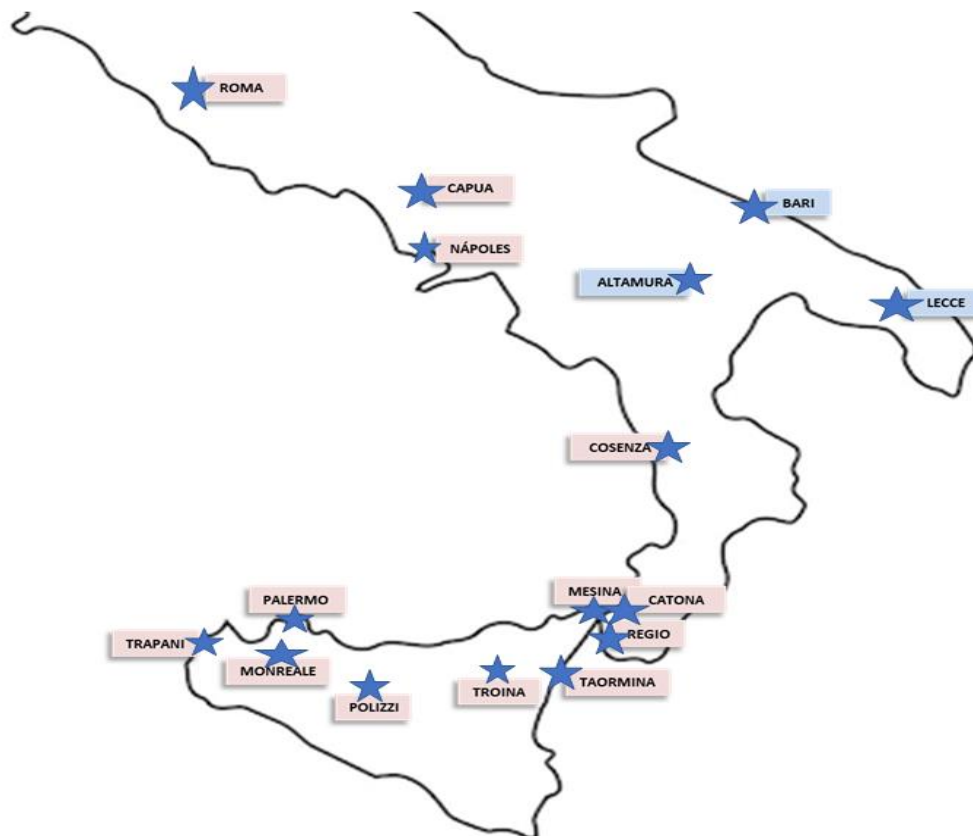 ROMA
CAPUA
BARI
NÁPOLES
ALTAMURA
LECCE
COSENZA
MESINA
PALERMO
CATONA
REGIO
TRAPANI
MONREALE
TAORMINA
TROINA
POLIZZI